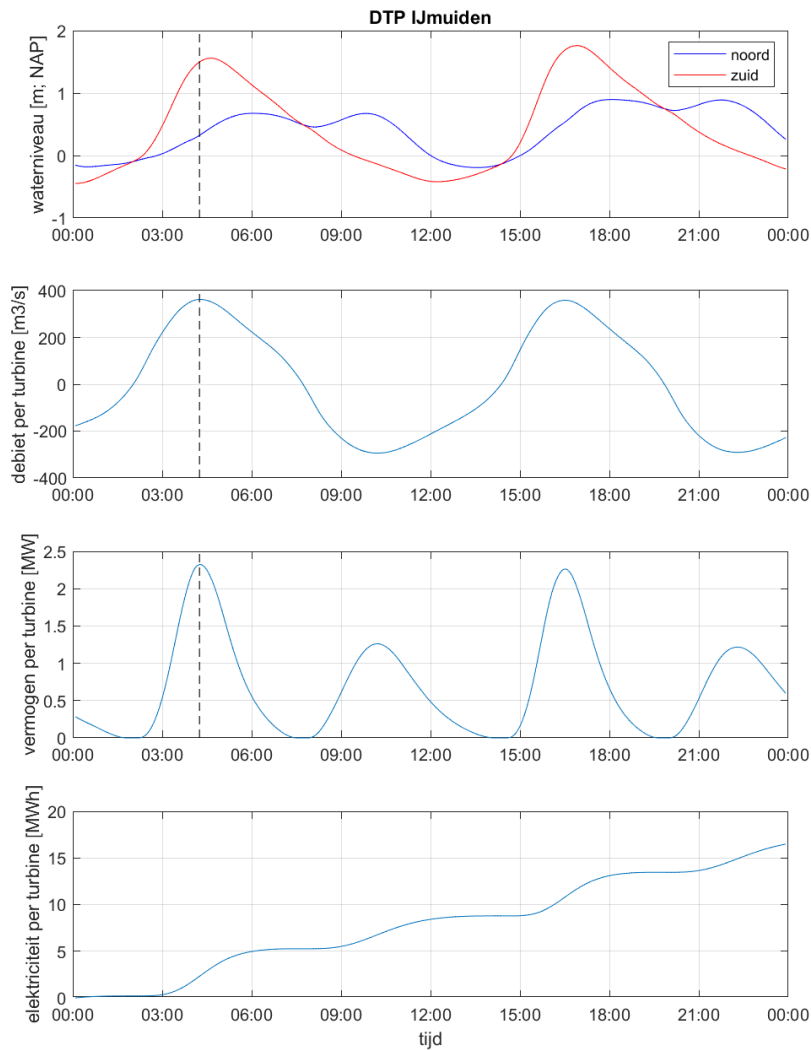 DTP IJmuiden
waterniveau [m; NAP]
2
1
0
-1
noord
zuid
00:00 03:00 06:00 09:00 12:00 15:00 18:00 21:00 00:00
debiet per turbine [m3/s]
400
200
0
-200
-400
00:00 03:00 06:00 09:00 12:00 15:00 18:00 21:00 00:00
vermogen per turbine [MW]
2.5
2
1.5
1
0.5
0
00:00 03:00 06:00 09:00 12:00 15:00 18:00 21:00 00:00
elektriciteit per turbine [MWh]
20
15
10
5
0
00:00 03:00 06:00 09:00 12:00 15:00 18:00 21:00 00:00
tijd